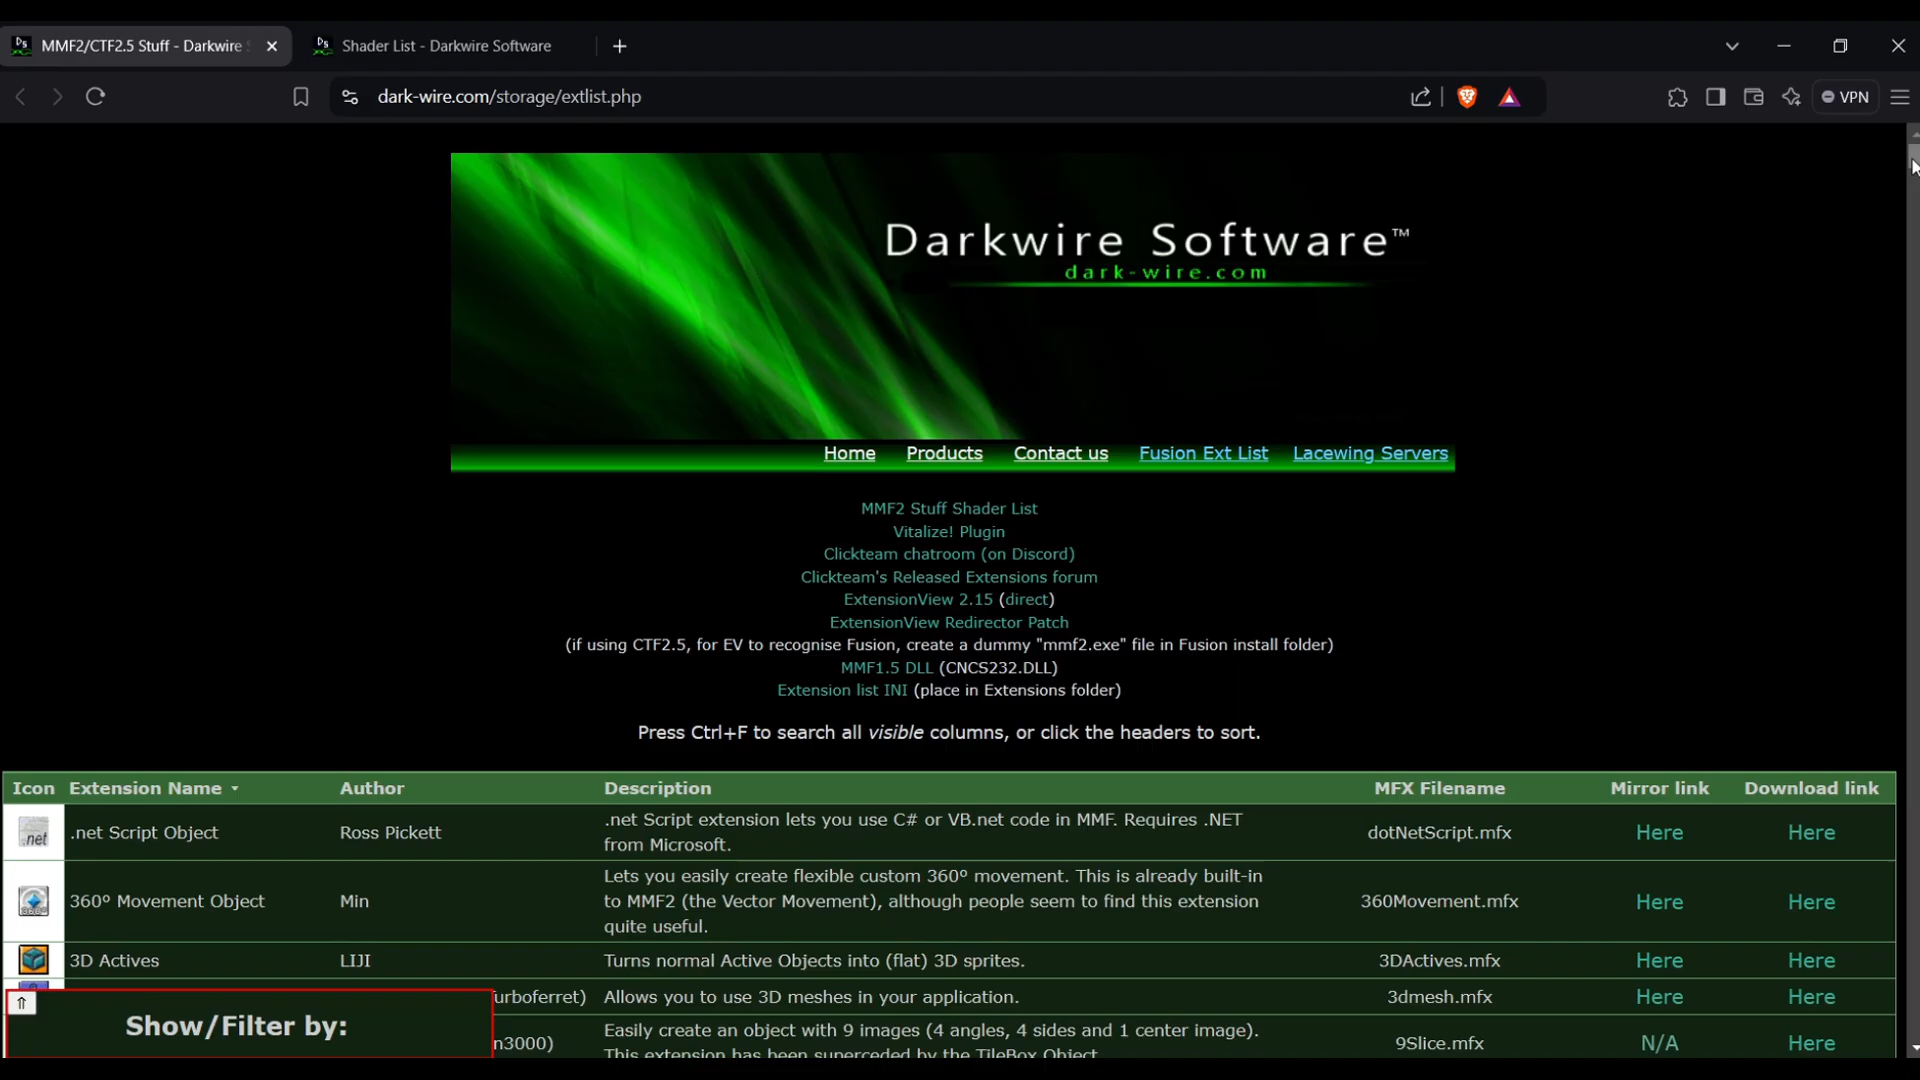 MMF2/CTF2.5 Stuff - Darkwire S
Shader List - Darkwire Software
dark-wire.com/storage/extlist.php
VPN
Darkwire Software™
dark-wire.com
Home Products Contact us Fusion Ext List Lacewing Servers
MMF2 Stuff Shader List
Vitalize! Plugin
Clickteam chatroom (on Discord)
Clickteam's Released Extensions forum
ExtensionView 2.15 (direct)
ExtensionView Redirector Patch
(if using CTF2.5, for EV to recognise Fusion, create a dummy "mmf2.exe" file in Fusion install folder)
MMF1.5 DLL (CNCS232.DLL)
Extension list INI (place in Extensions folder)
Press Ctrl+F to search all visible columns, or click the headers to sort.
Icon Extension Name Author Description MFX Filename Mirror link Download link
.net .net Script Object Ross Pickett .net Script extension lets you use C# or VB.net code in MMF. Requires .NET
from Microsoft. dotNetScript.mfx Here Here
360º Movement Object Min Lets you easily create flexible custom 360º movement. This is already built-in
to MMF2 (the Vector Movement), although people seem to find this extension
quite useful. 360Movement.mfx Here Here
3D Actives LIJI Turns normal Active Objects into (flat) 3D sprites. 3DActives.mfx Here Here
urboferret) Allows you to use 3D meshes in your application. 3dmesh.mfx Here Here
n3000) Easily create an object with 9 images (4 angles, 4 sides and 1 center image).
This extension has been superceded by the TileBox Object. 9Slice.mfx N/A Here
Show/Filter by: